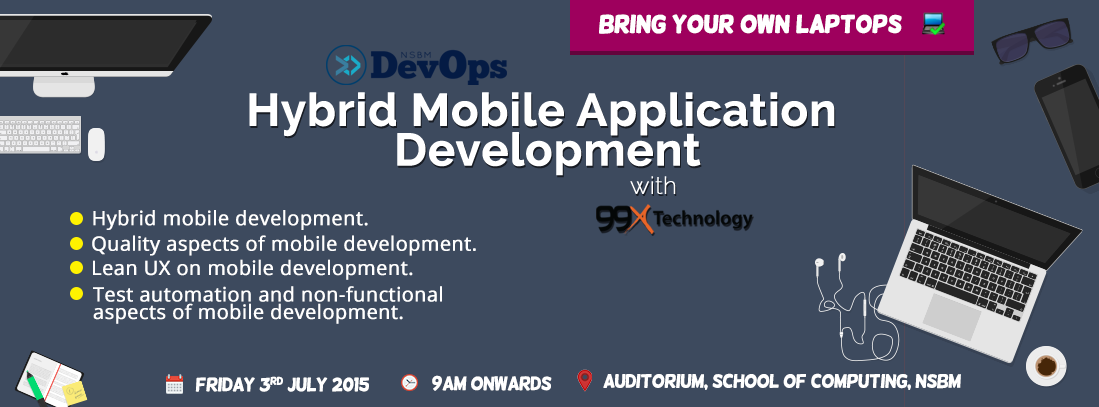 BRING YOUR OWN LAPTOPS
NSBM
DevOps
Hybrid Mobile Application
Development
with
99X Technology
Hybrid mobile development.
Quality aspects of mobile development.
Lean UX on mobile development.
Test automation and non-functional
aspects of mobile development.
FRIDAY 3RD JULY 2015
9AM ONWARDS
AUDITORIUM, SCHOOL OF COMPUTING, NSBM